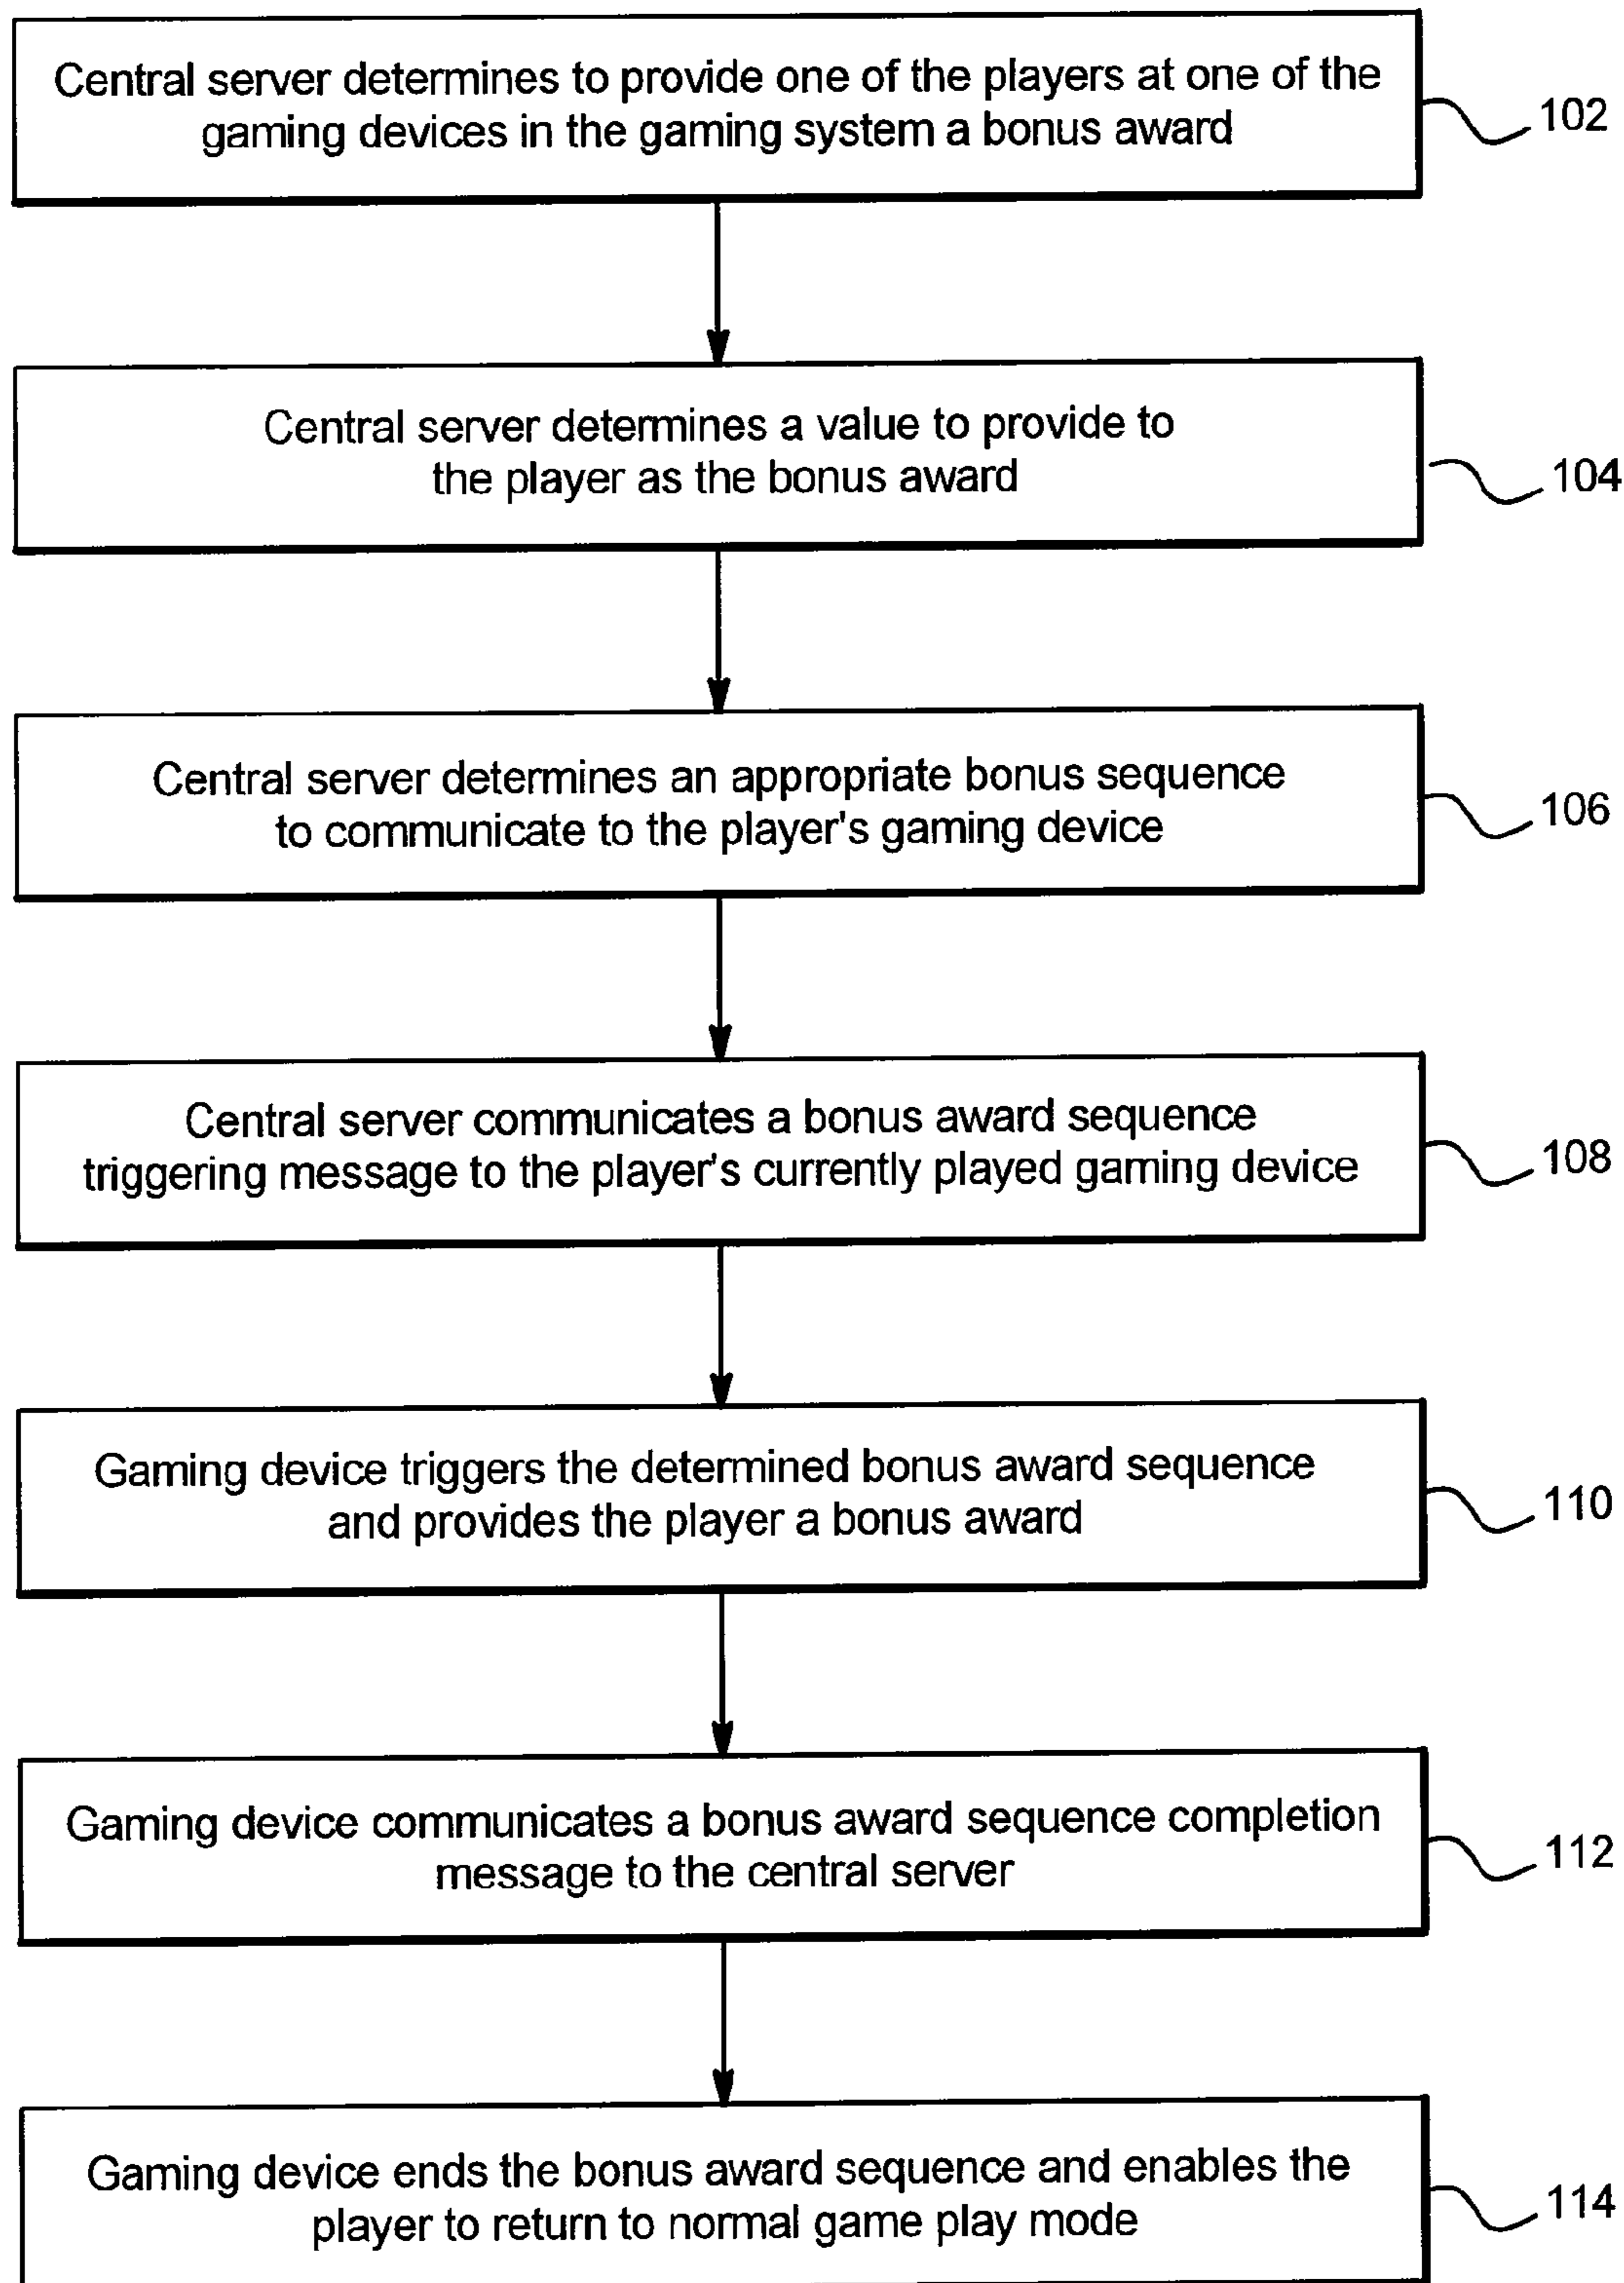 Central server determines to provide one of the players at one of the
gaming devices in the gaming system a bonus award
102
Central server determines a value to provide to
the player as the bonus award
104
Central server determines an appropriate bonus sequence
to communicate to the player's gaming device
106
Central server communicates a bonus award sequence
triggering message to the player's currently played gaming device
108
Gaming device triggers the determined bonus award sequence
and provides the player a bonus award
110
Gaming device communicates a bonus award sequence completion
message to the central server
112
Gaming device ends the bonus award sequence and enables the
player to return to normal game play mode
114